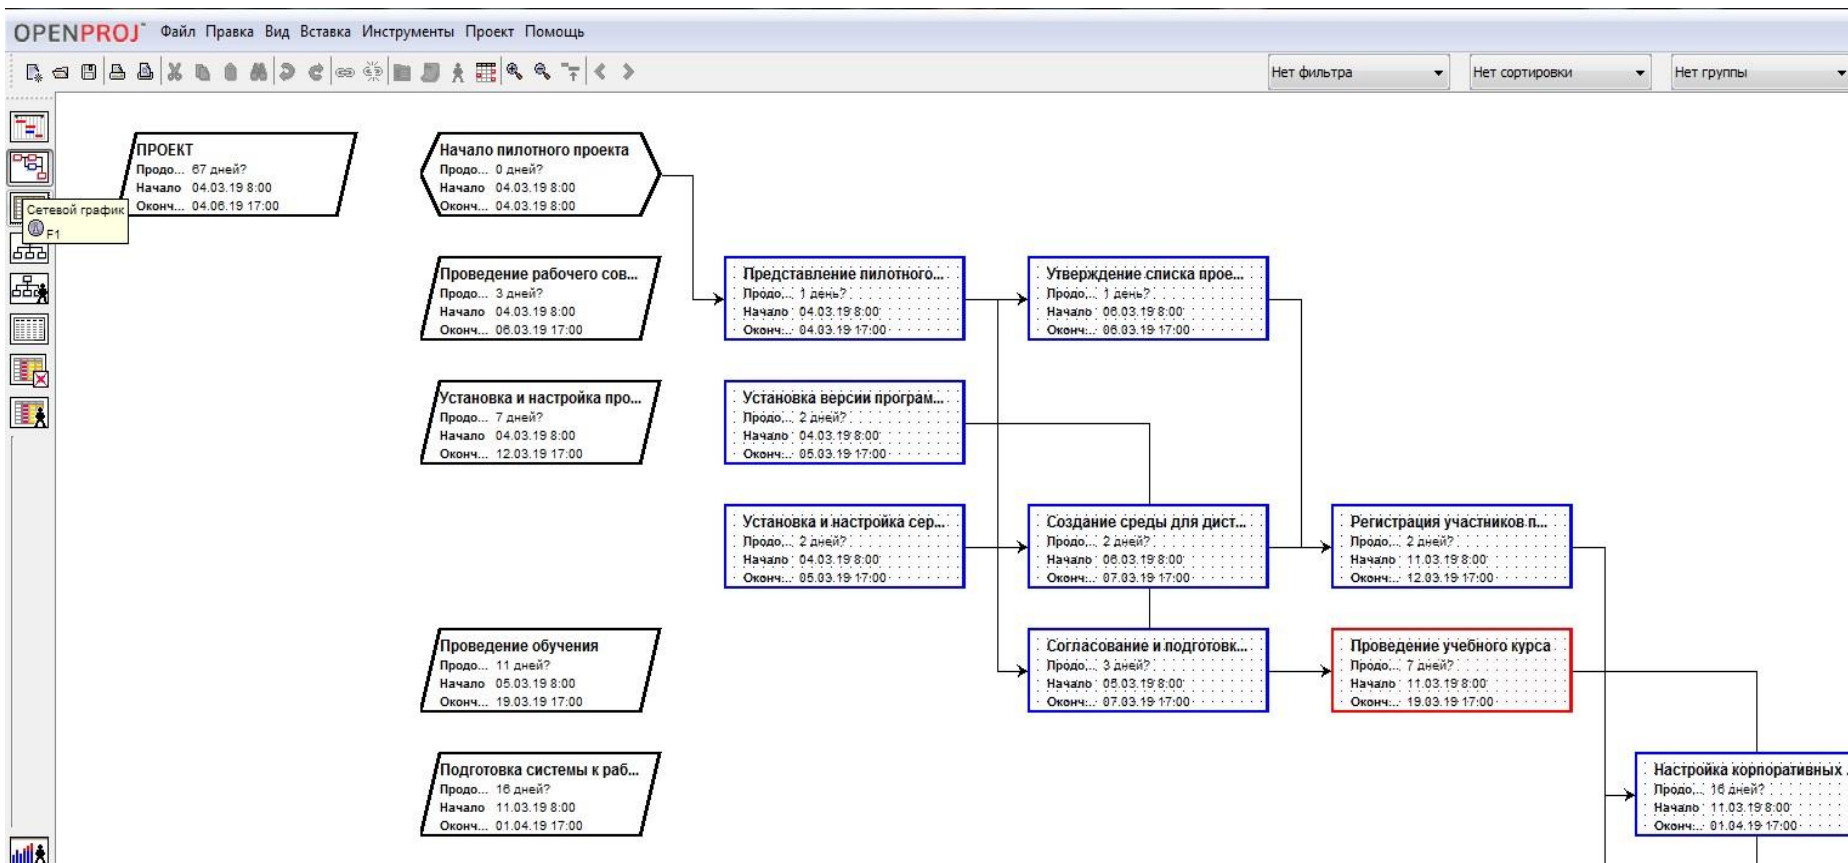 OPENPROJ™ Файл Правка Вид Вставка Инструменты Проект Помощь
Нет фильтра Нет сортировки Нет группы
ПРОЕКТ
Продо... 67 дней?
Начало 04.03.19 8:00
Оконч... 04.06.19 17:00
Сетевой график
F1
Начало пилотного проекта
Продо... 0 дней?
Начало 04.03.19 8:00
Оконч... 04.03.19 8:00
Проведение рабочего сов...
Продо... 3 дней?
Начало 04.03.19 8:00
Оконч... 06.03.19 17:00
Представление пилотного...
Продо... 1 день?
Начало 04.03.19 8:00
Оконч... 04.03.19 17:00
Утверждение списка прое...
Продо... 1 день?
Начало 06.03.19 8:00
Оконч... 06.03.19 17:00
Установка и настройка про...
Продо... 7 дней?
Начало 04.03.19 8:00
Оконч... 12.03.19 17:00
Установка версии програм...
Продо... 2 дней?
Начало 04.03.19 8:00
Оконч... 05.03.19 17:00
Установка и настройка сер...
Продо... 2 дней?
Начало 04.03.19 8:00
Оконч... 05.03.19 17:00
Создание среды для дист...
Продо... 2 дней?
Начало 06.03.19 8:00
Оконч... 07.03.19 17:00
Регистрация участников п...
Продо... 2 дней?
Начало 11.03.19 8:00
Оконч... 12.03.19 17:00
Проведение обучения
Продо... 11 дней?
Начало 05.03.19 8:00
Оконч... 19.03.19 17:00
Согласование и подготовк...
Продо... 3 дней?
Начало 05.03.19 8:00
Оконч... 07.03.19 17:00
Проведение учебного курса
Продо... 7 дней?
Начало 11.03.19 8:00
Оконч... 19.03.19 17:00
Подготовка системы к раб...
Продо... 16 дней?
Начало 11.03.19 8:00
Оконч... 01.04.19 17:00
Настройка корпоративных
Продо... 16 дней?
Начало 11.03.19 8:00
Оконч... 01.04.19 17:00